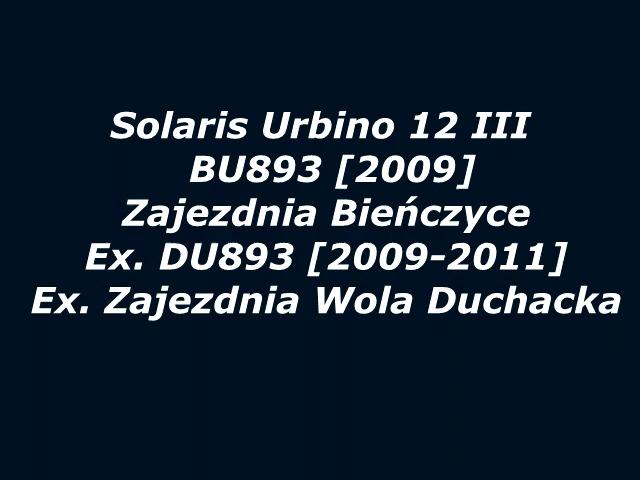 Solaris Urbino 12 III
BU893 [2009]
Zajezdnia Bieńczyce
Ex. DU893 [2009-2011]
Ex. Zajezdnia Wola Duchacka